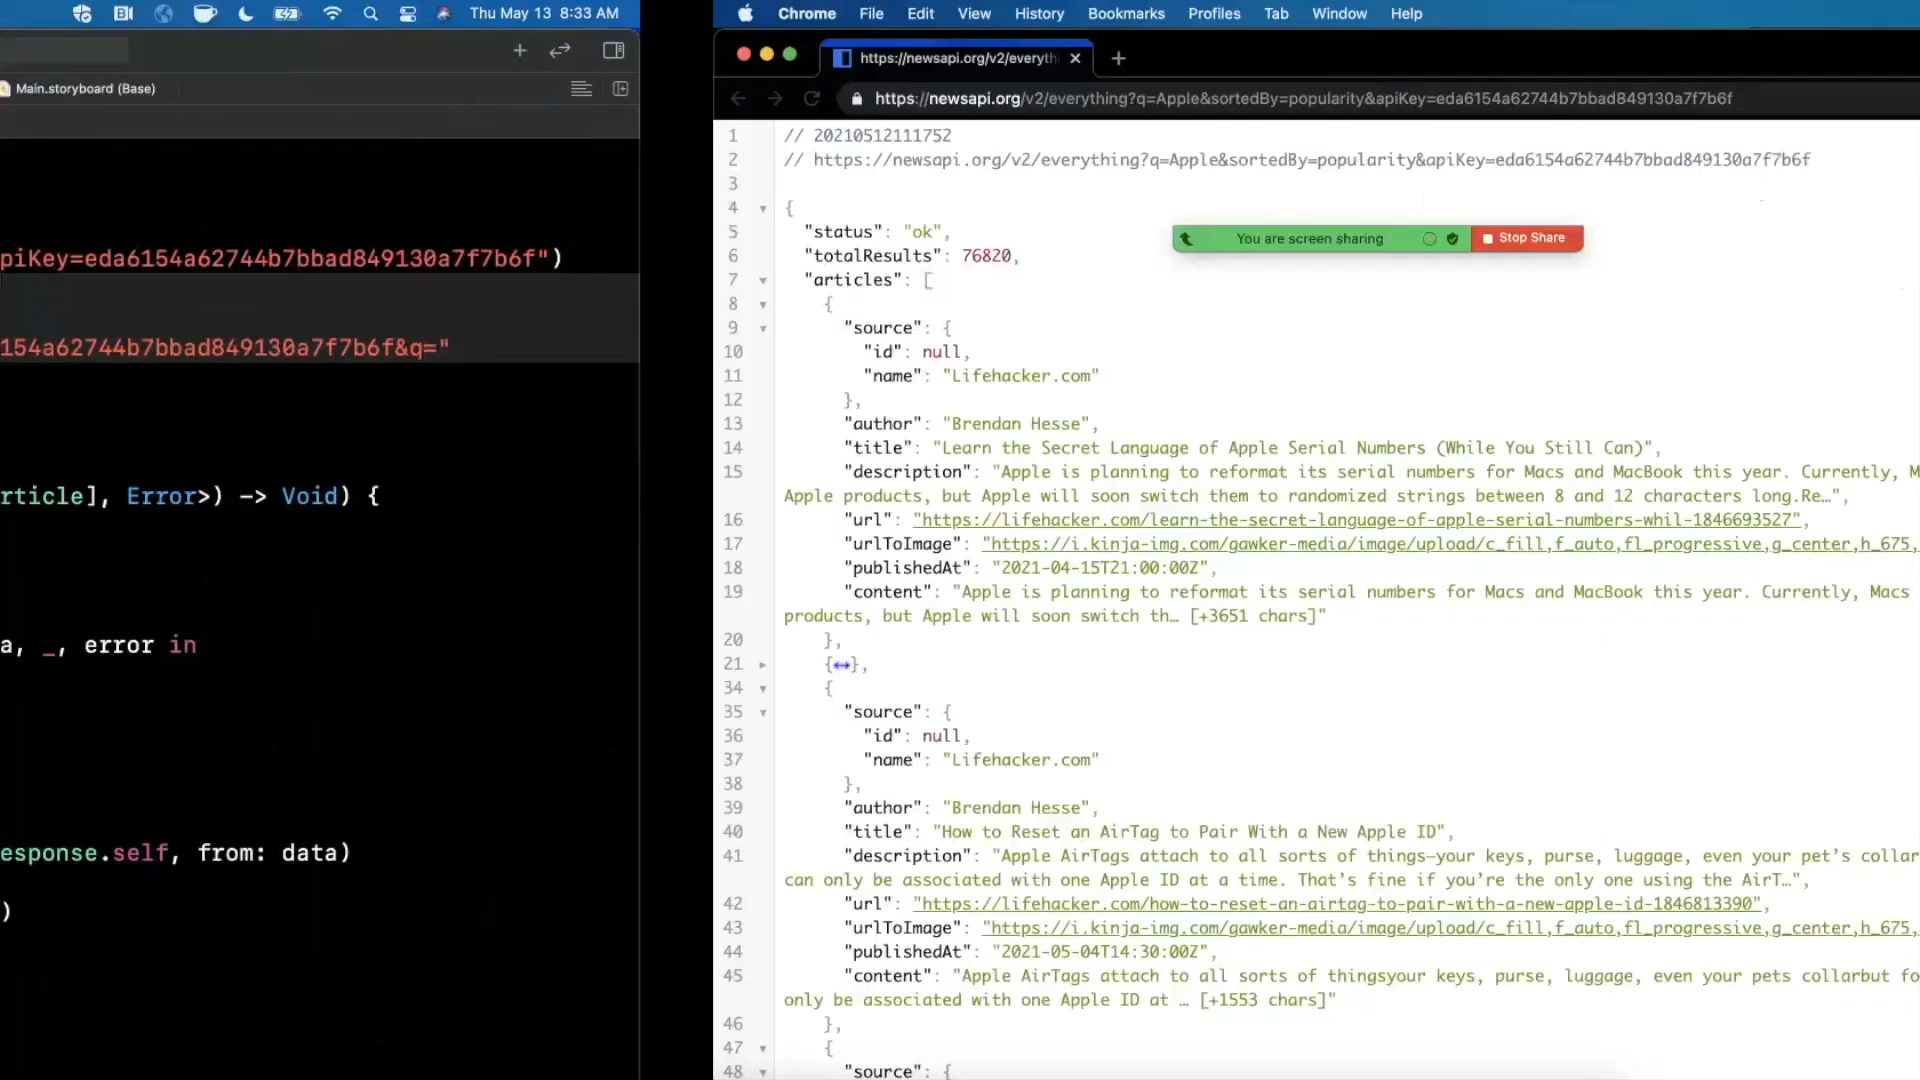 Thu May 13 8:33 AM
Main.storyboard (Base)
piKey=eda6154a62744b7bbad849130a7f7b6f")
154a62744b7bbad849130a7f7b6f&q="
rticle], Error>) -> Void) {
a, _, error in
esponse.self, from: data)
)
Chrome File Edit View History Bookmarks Profiles Tab Window Help
https://newsapi.org/v2/everyth
https://newsapi.org/v2/everything?q=Apple&sortedBy=popularity&apiKey=eda6154a62744b7bbad849130a7f7b6f
You are screen sharing Stop Share
1 // 20210512111752
2 // https://newsapi.org/v2/everything?q=Apple&sortedBy=popularity&apiKey=eda6154a62744b7bbad849130a7f7b6f
3
4 {
5 "status": "ok",
6 "totalResults": 76820,
7 "articles": [
8 {
9 "source": {
10 "id": null,
11 "name": "Lifehacker.com"
12 },
13 "author": "Brendan Hesse",
14 "title": "Learn the Secret Language of Apple Serial Numbers (While You Still Can)",
15 "description": "Apple is planning to reformat its serial numbers for Macs and MacBook this year. Currently, M
Apple products, but Apple will soon switch them to randomized strings between 8 and 12 characters long.Re…",
16 "url": "https://lifehacker.com/learn-the-secret-language-of-apple-serial-numbers-whil-1846693527",
17 "urlToImage": "https://i.kinja-img.com/gawker-media/image/upload/c_fill,f_auto,fl_progressive,g_center,h_675,
18 "publishedAt": "2021-04-15T21:00:00Z",
19 "content": "Apple is planning to reformat its serial numbers for Macs and MacBook this year. Currently, Macs
products, but Apple will soon switch th… [+3651 chars]"
20 },
21 {↔},
34 {
35 "source": {
36 "id": null,
37 "name": "Lifehacker.com"
38 },
39 "author": "Brendan Hesse",
40 "title": "How to Reset an AirTag to Pair With a New Apple ID",
41 "description": "Apple AirTags attach to all sorts of things—your keys, purse, luggage, even your pet’s collar
can only be associated with one Apple ID at a time. That’s fine if you’re the only one using the AirT…",
42 "url": "https://lifehacker.com/how-to-reset-an-airtag-to-pair-with-a-new-apple-id-1846813390",
43 "urlToImage": "https://i.kinja-img.com/gawker-media/image/upload/c_fill,f_auto,fl_progressive,g_center,h_675,
44 "publishedAt": "2021-05-04T14:30:00Z",
45 "content": "Apple AirTags attach to all sorts of thingsyour keys, purse, luggage, even your pets collarbut fo
only be associated with one Apple ID at … [+1553 chars]"
46 },
47 {
48 "source": {